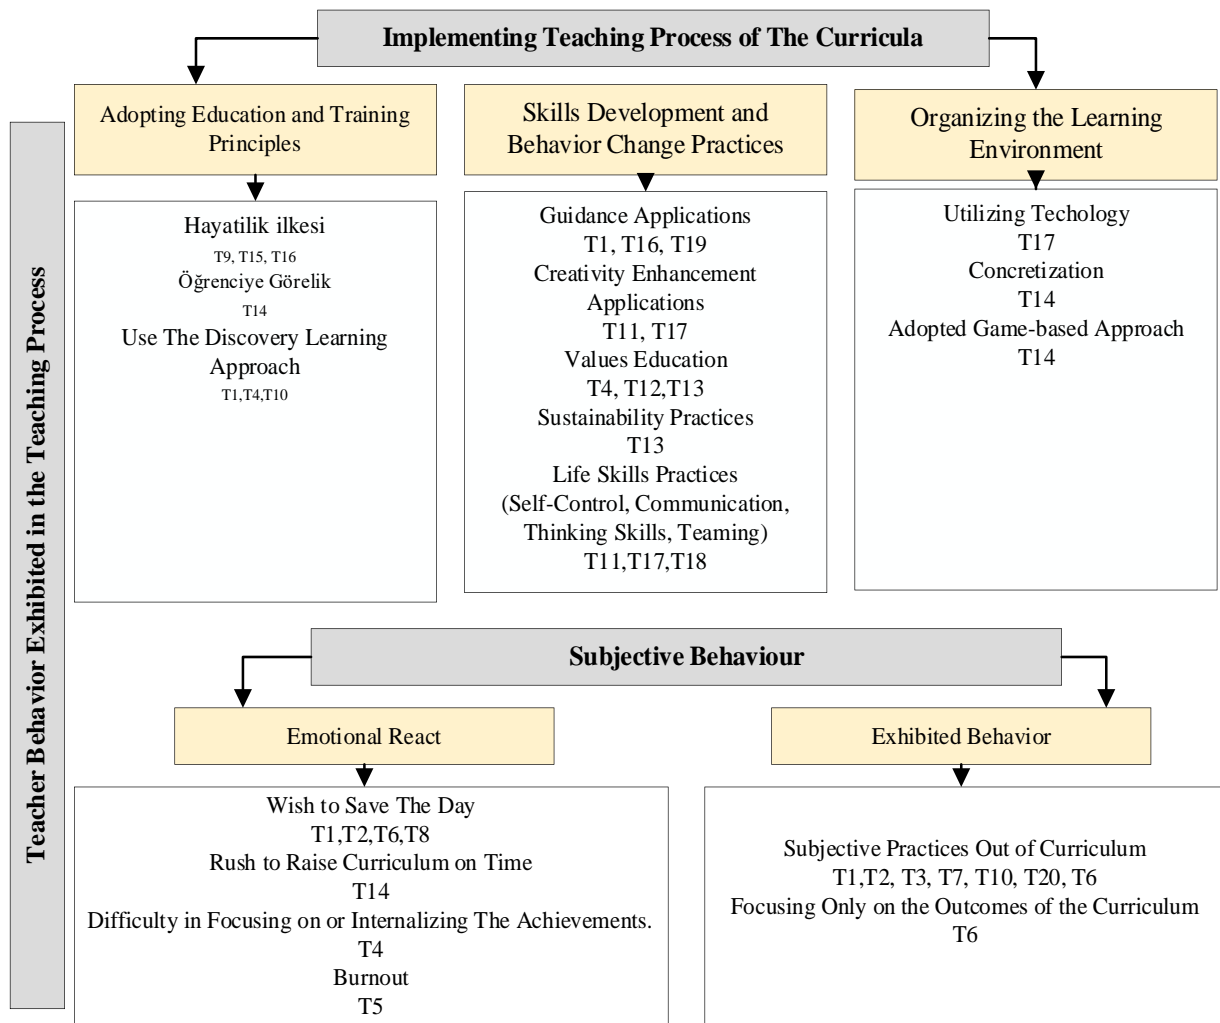 Implementing Teaching Process of The Curricula
Teacher Behavior Exhibited in the Teaching Process
Adopting Education and Training
Principles
Hayatilik ilkesi
T9, T15, T16
Öğrenciye Görelik
T14
Use The Discovery Learning
Approach
T1,T4,T10
Skills Development and
Behavior Change Practices
Guidance Applications
T1, T16, T19
Creativity Enhancement
Applications
T11, T17
Values Education
T4, T12,T13
Sustainability Practices
T13
Life Skills Practices
(Self-Control, Communication,
Thinking Skills, Teaming)
T11,T17,T18
Organizing the Learning
Environment
Utilizing Techology
T17
Concretization
T14
Adopted Game-based Approach
T14
Subjective Behaviour
Emotional React
Wish to Save The Day
T1,T2,T6,T8
Rush to Raise Curriculum on Time
T14
Difficulty in Focusing on or Internalizing The Achievements.
T4
Burnout
T5
Exhibited Behavior
Subjective Practices Out of Curriculum
T1,T2, T3, T7, T10, T20, T6
Focusing Only on the Outcomes of the Curriculum
T6